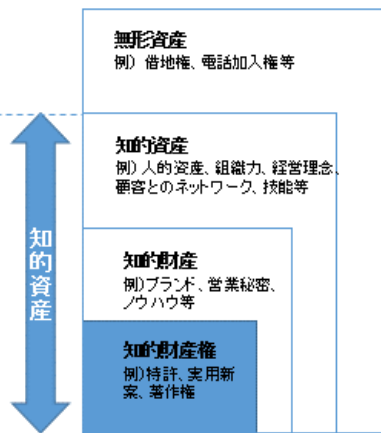 無形資産
例) 借地権、電話加入権等
知的資産
例) 人的資産、組織力、経営理念、
顧客とのネットワーク、技能等
知的資産
知的財産
例)ブランド、営業秘密、
ノウハウ等
知的財産権
例)特許、実用新
案、著作権